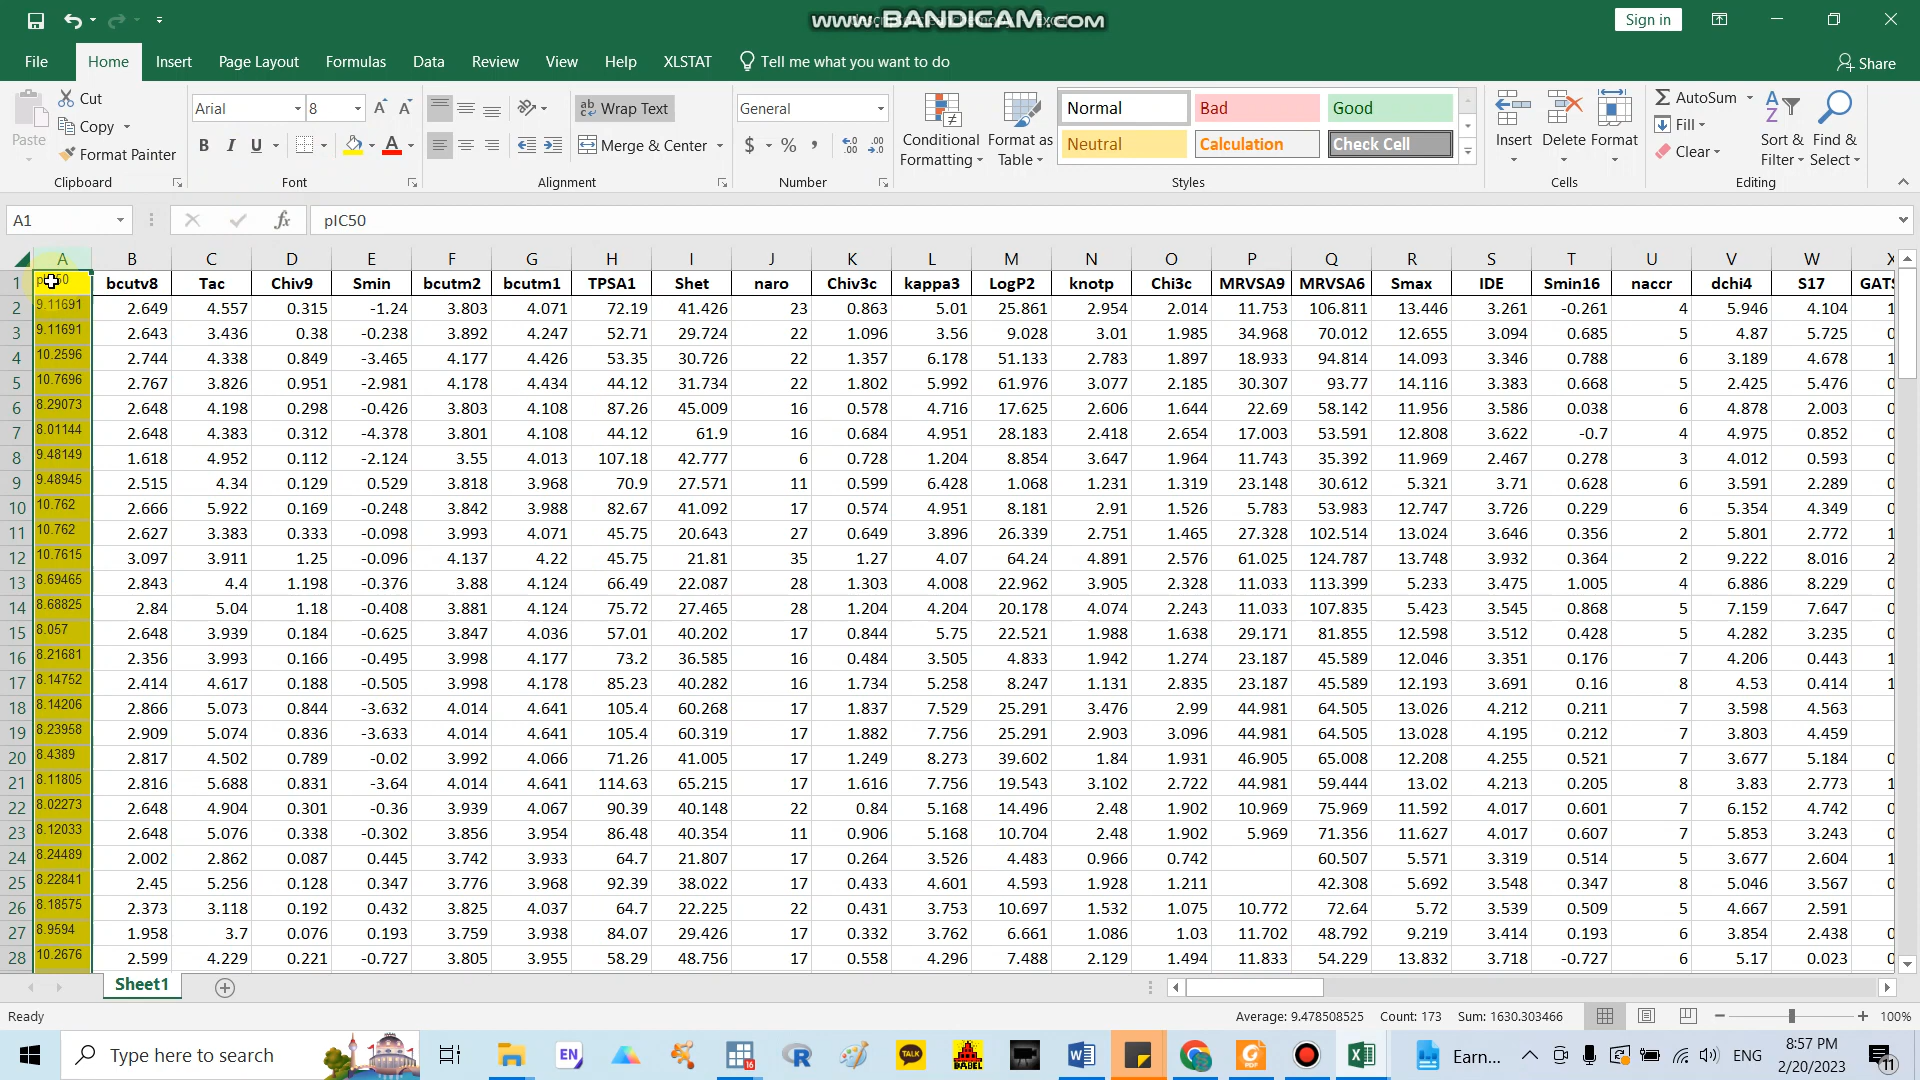 www.BANDICAM.com
Sign in
File Home Insert Page Layout Formulas Data Review View Help XLSTAT Tell me what you want to do Share
Cut
Copy
Format Painter
Paste
Clipboard
Arial 8
B I U
Font
Wrap Text
Merge & Center
Alignment
General
$ % ,
Number
Conditional Formatting
Format as Table
Normal Bad Good
Neutral Calculation Check Cell
Styles
Insert Delete Format
Cells
AutoSum
Fill
Clear
Sort & Filter
Find & Select
Editing
A1 fx pIC50
A B C D E F G H I J K L M N O P Q R S T U V W X
1 bcutv8 Tac Chiv9 Smin bcutm2 bcutm1 TPSA1 Shet naro Chiv3c kappa3 LogP2 knotp Chi3c MRVSA9 MRVSA6 Smax IDE Smin16 naccr dchi4 S17
2 9.11691 2.649 4.557 0.315 -1.24 3.803 4.071 72.19 41.426 23 0.863 5.01 25.861 2.954 2.014 11.753 106.811 13.446 3.261 -0.261 4 5.946 4.104 1
3 9.11691 2.643 3.436 0.38 -0.238 3.892 4.247 52.71 29.724 22 1.096 3.56 9.028 3.01 1.985 34.968 70.012 12.655 3.094 0.685 5 4.87 5.725 0
4 10.2596 2.744 4.338 0.849 -3.465 4.177 4.426 53.35 30.726 22 1.357 6.178 51.133 2.783 1.897 18.933 94.814 14.093 3.346 0.788 6 3.189 4.678 1
5 10.7696 2.767 3.826 0.951 -2.981 4.178 4.434 44.12 31.734 22 1.802 5.992 61.976 3.077 2.185 30.307 93.77 14.116 3.383 0.668 5 2.425 5.476 0
6 8.29073 2.648 4.198 0.298 -0.426 3.803 4.108 87.26 45.009 16 0.578 4.716 17.625 2.606 1.644 22.69 58.142 11.956 3.586 0.038 6 4.878 2.003 0
7 8.01144 2.648 4.383 0.312 -4.378 3.801 4.108 44.12 61.9 16 0.684 4.951 28.183 2.418 2.654 17.003 53.591 12.808 3.622 -0.7 4 4.975 0.852 0
8 9.48149 1.618 4.952 0.112 -2.124 3.55 4.013 107.18 42.777 6 0.728 1.204 8.854 3.647 1.964 11.743 35.392 11.969 2.467 0.278 3 4.012 0.593 0
9 9.48945 2.515 4.34 0.129 0.529 3.818 3.968 70.9 27.571 11 0.599 6.428 1.068 1.231 1.319 23.148 30.612 5.321 3.71 0.628 6 3.591 2.289 0
10 10.762 2.666 5.922 0.169 -0.248 3.842 3.988 82.67 41.092 17 0.574 4.951 8.181 2.91 1.526 5.783 53.983 12.747 3.726 0.229 6 5.354 4.349 0
11 10.762 2.627 3.383 0.333 -0.098 3.993 4.071 45.75 20.643 27 0.649 3.896 26.339 2.751 1.465 27.328 102.514 13.024 3.646 0.356 2 5.801 2.772 1
12 10.7615 3.097 3.911 1.25 -0.096 4.137 4.22 45.75 21.81 35 1.27 4.07 64.24 4.891 2.576 61.025 124.787 13.748 3.932 0.364 2 9.222 8.016 2
13 8.69465 2.843 4.4 1.198 -0.376 3.88 4.124 66.49 22.087 28 1.303 4.008 22.962 3.905 2.328 11.033 113.399 5.233 3.475 1.005 4 6.886 8.229 0
14 8.68825 2.84 5.04 1.18 -0.408 3.881 4.124 75.72 27.465 28 1.204 4.204 20.178 4.074 2.243 11.033 107.835 5.423 3.545 0.868 5 7.159 7.647 0
15 8.057 2.648 3.939 0.184 -0.625 3.847 4.036 57.01 40.202 17 0.844 5.75 22.521 1.988 1.638 29.171 81.855 12.598 3.512 0.428 5 4.282 3.235 0
16 8.21681 2.356 3.993 0.166 -0.495 3.998 4.177 73.2 36.585 16 0.484 3.505 4.833 1.942 1.274 23.187 45.589 12.046 3.351 0.176 7 4.206 0.443 1
17 8.14752 2.414 4.617 0.188 -0.505 3.998 4.178 85.23 40.282 16 1.734 5.258 8.247 1.131 2.835 23.187 45.589 12.193 3.691 0.16 8 4.53 0.414 1
18 8.14206 2.866 5.073 0.844 -3.632 4.014 4.641 105.4 60.268 17 1.837 7.529 25.291 3.476 2.99 44.981 64.505 13.026 4.212 0.211 7 3.598 4.563
19 8.23958 2.909 5.074 0.836 -3.633 4.014 4.641 105.4 60.319 17 1.882 7.756 25.291 2.903 3.096 44.981 64.505 13.028 4.195 0.212 7 3.803 4.459
20 8.4389 2.817 4.502 0.789 -0.02 3.992 4.066 71.26 41.005 17 1.249 8.273 39.602 1.84 1.931 46.905 65.008 12.208 4.255 0.521 7 3.677 5.184 0
21 8.11805 2.816 5.688 0.831 -3.64 4.014 4.641 114.63 65.215 17 1.616 7.756 19.543 3.102 2.722 44.981 59.444 13.02 4.213 0.205 8 3.83 2.773 1
22 8.02273 2.648 4.904 0.301 -0.36 3.939 4.067 90.39 40.148 22 0.84 5.168 14.496 2.48 1.902 10.969 75.969 11.592 4.017 0.601 7 6.152 4.742 0
23 8.12033 2.648 5.076 0.338 -0.302 3.856 3.954 86.48 40.354 11 0.906 5.168 10.704 2.48 1.902 5.969 71.356 11.627 4.017 0.607 7 5.853 3.243 0
24 8.24489 2.002 2.862 0.087 0.445 3.742 3.933 64.7 21.807 17 0.264 3.526 4.483 0.966 0.742 60.507 5.571 3.319 0.514 5 3.677 2.604 1
25 8.22841 2.45 5.256 0.128 0.347 3.776 3.968 92.39 38.022 17 0.433 4.601 4.593 1.928 1.211 42.308 5.692 3.548 0.347 8 5.046 3.567 0
26 8.18575 2.373 3.118 0.192 0.432 3.825 4.037 64.7 22.225 22 0.431 3.753 10.697 1.532 1.075 10.772 72.64 5.72 3.539 0.509 5 4.667 2.591
27 8.9594 1.958 3.7 0.076 0.193 3.759 3.938 84.07 29.426 17 0.332 3.762 6.661 1.086 1.03 11.702 48.792 9.219 3.414 0.193 6 3.854 2.438 0
28 10.2676 2.599 4.229 0.221 -0.727 3.805 3.955 58.29 48.756 17 0.558 4.296 7.488 2.129 1.494 11.833 54.229 13.832 3.718 -0.727 6 5.17 0.023 0
Sheet1
Ready Average: 9.478508525 Count: 173 Sum: 1630.303466 100%
Type here to search EN 16 TALK BABEL Earn... ENG 8:57 PM
2/20/2023 11